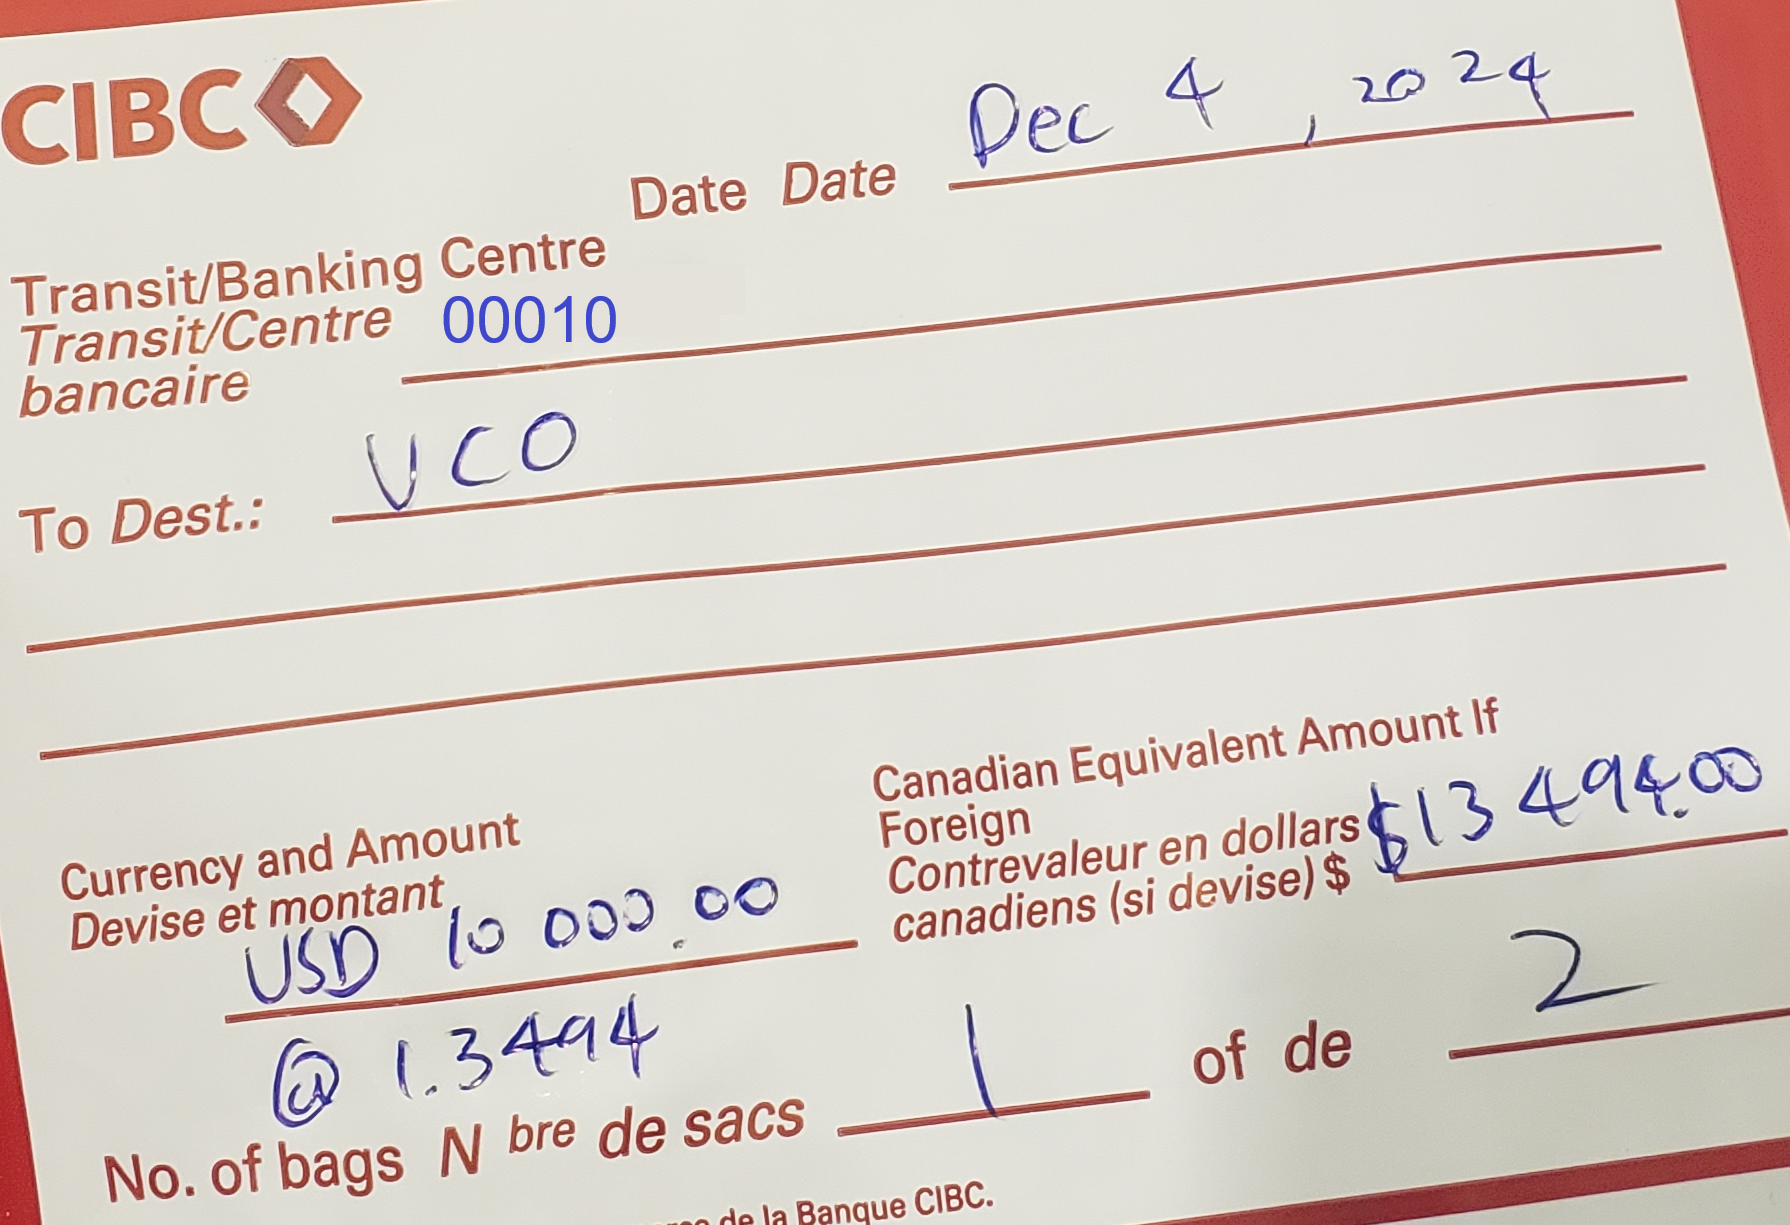 CIBC
Date Date Dec 4, 2024
Transit/Banking Centre
Transit/Centre 00010
bancaire
To Dest.: VCO
Currency and Amount
Devise et montant
USD 10 000.00
@ 1.3494
Canadian Equivalent Amount If
Foreign
Contrevaleur en dollars
canadiens (si devise) $ $13 494.00
No. of bags Nbre de sacs 1 of de 2
de la Banque CIBC.